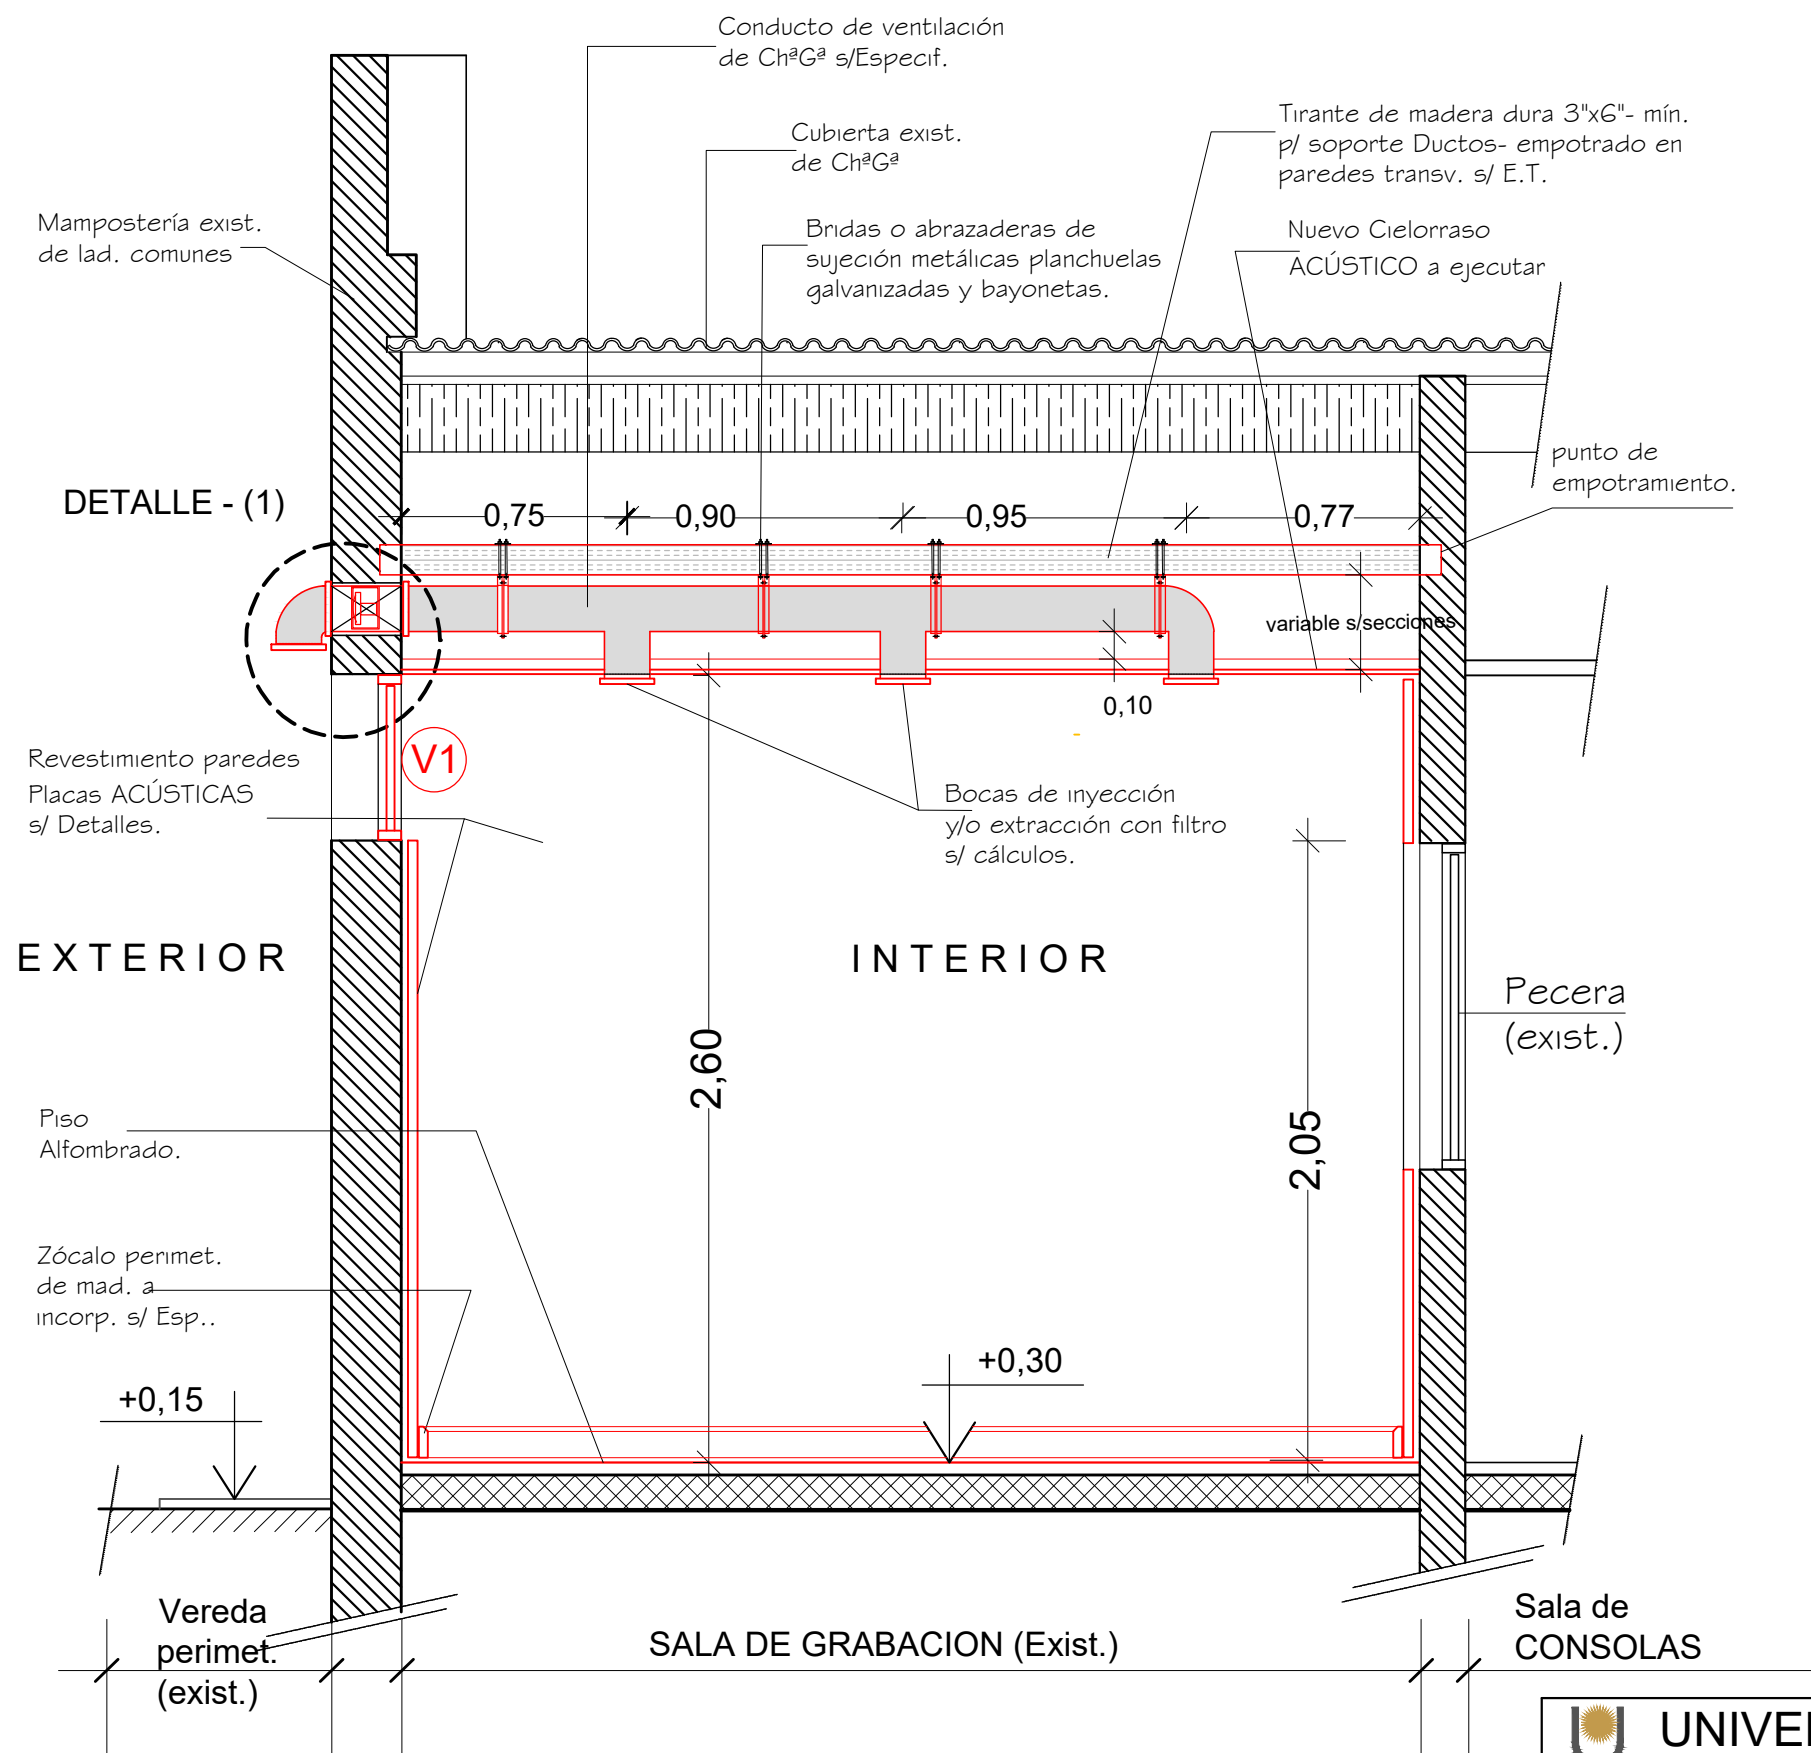 Conducto de ventilación
de ChªGª s/Especif.
Cubierta exist.
de ChªGª
Tirante de madera dura 3"x6"- mín.
p/ soporte Ductos- empotrado en
paredes transv. s/ E.T.
Mampostería exist.
de lad. comunes
Bridas o abrazaderas de
sujeción metálicas planchuelas
galvanizadas y bayonetas.
Nuevo Cielorraso
ACÚSTICO a ejecutar
punto de
empotramiento.
DETALLE - (1)
0,75
0,90
0,95
0,77
variable s/secciones
0,10
V1
Revestimiento paredes
Placas ACÚSTICAS
s/ Detalles.
Bocas de inyección
y/o extracción con filtro
s/ cálculos.
EXTERIOR
INTERIOR
Pecera
(exist.)
2,60
2,05
Piso
Alfombrado.
Zócalo perimet.
de mad. a
incorp. s/ Esp..
+0,15
+0,30
Vereda
perimet.
(exist.)
SALA DE GRABACION (Exist.)
Sala de
CONSOLAS